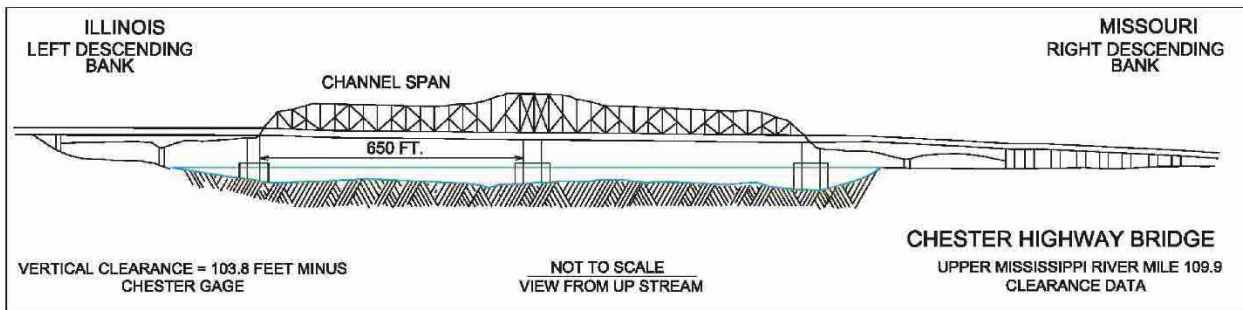 ILLINOIS
LEFT DESCENDING
BANK
MISSOURI
RIGHT DESCENDING
BANK
CHANNEL SPAN
650 FT.
VERTICAL CLEARANCE = 103.8 FEET MINUS
CHESTER GAGE
NOT TO SCALE
VIEW FROM UP STREAM
CHESTER HIGHWAY BRIDGE
UPPER MISSISSIPPI RIVER MILE 109.9
CLEARANCE DATA